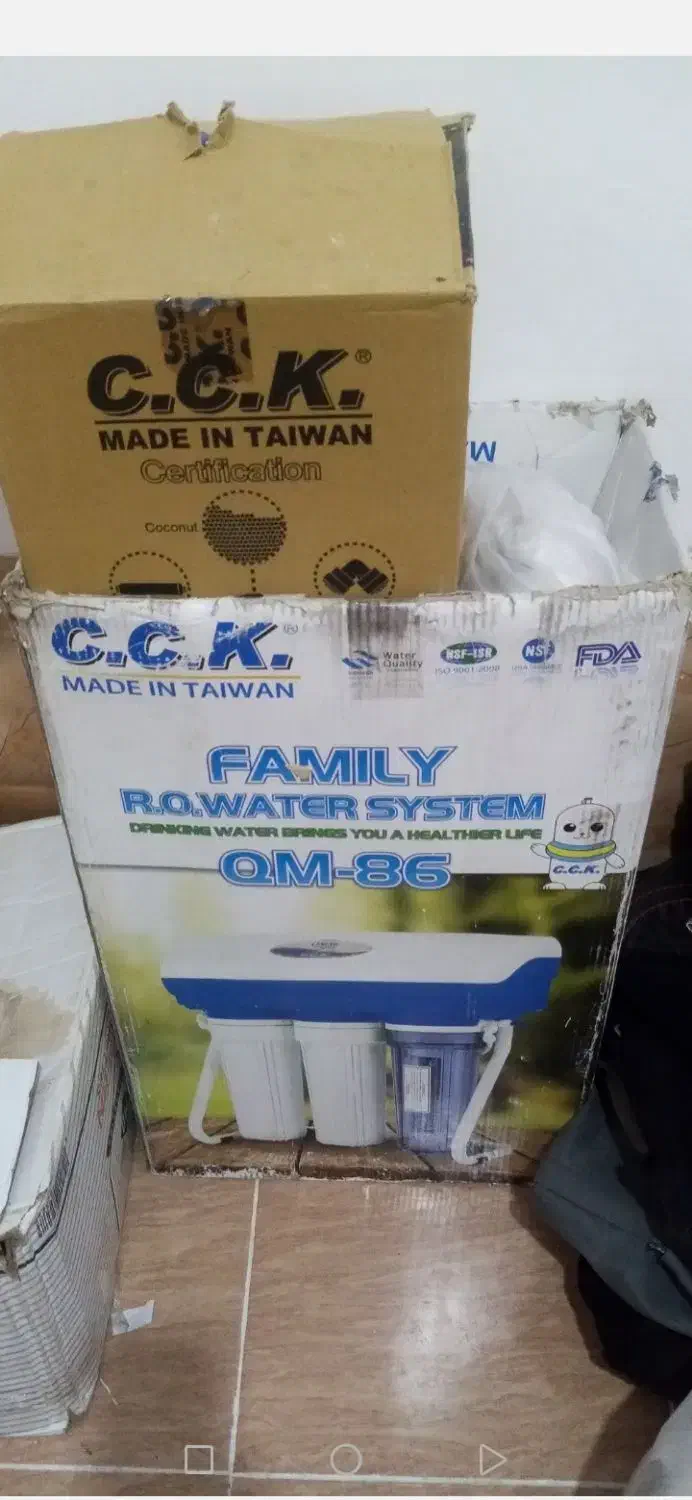 C.C.K.®
MADE IN TAIWAN
Certification
Coconut
C.C.K.®
MADE IN TAIWAN
Water
Quality
NSF-ISR
ISO 9001:2008
NSF
FDA
FAMILY
R.O.WATER SYSTEM
DRINKING WATER BRINGS YOU A HEALTHIER LIFE
QM-86
C.C.K.